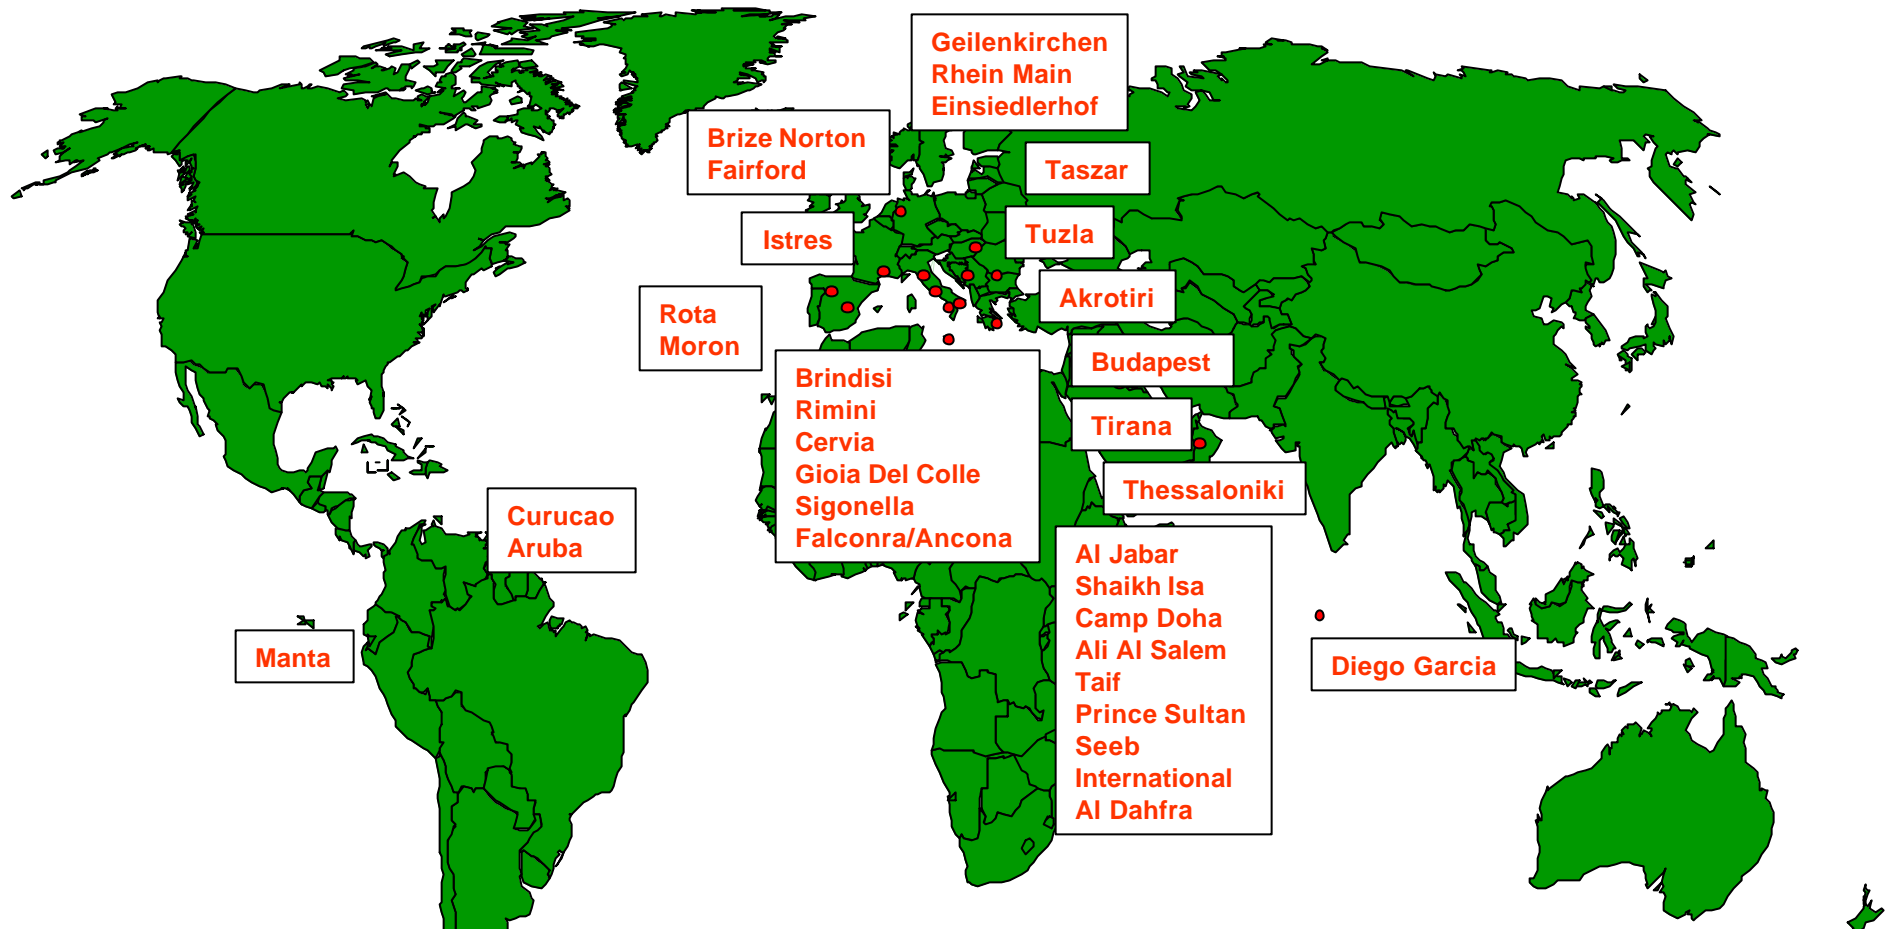 Geilenkirchen
Rhein Main
Einsiedlerhof
Brize Norton
Fairford
Taszar
Istres
Tuzla
Akrotiri
Rota
Moron
Budapest
Brindisi
Rimini
Cervia
Gioia Del Colle
Sigonella
Falconra/Ancona
Tirana
Thessaloniki
Curucao
Aruba
Al Jabar
Shaikh Isa
Camp Doha
Ali Al Salem
Taif
Prince Sultan
Seeb
International
Al Dahfra
Manta
Diego Garcia